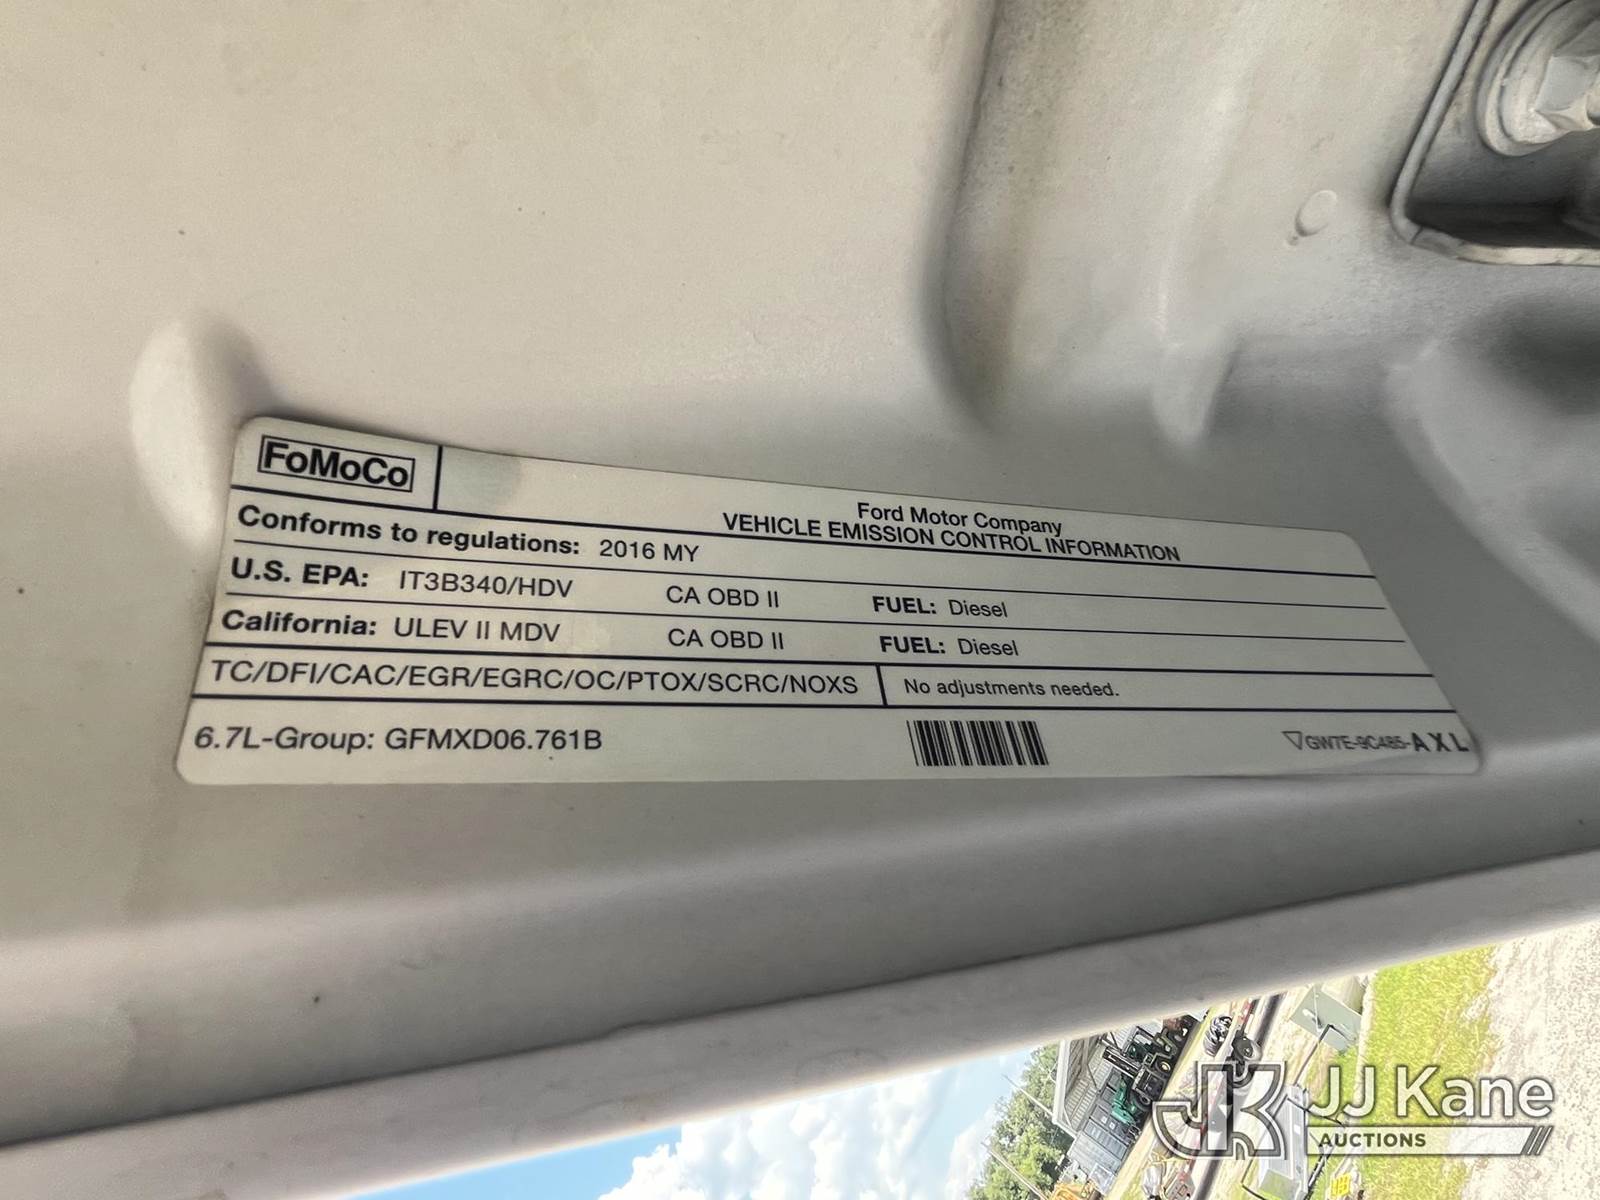 FoMoCo
Ford Motor Company
VEHICLE EMISSION CONTROL INFORMATION
Conforms to regulations: 2016 MY
U.S. EPA: IT3B340/HDV CA OBD II FUEL: Diesel
California: ULEV II MDV CA OBD II FUEL: Diesel
TC/DFI/CAC/EGR/EGRC/OC/PTOX/SCRC/NOXS No adjustments needed.
6.7L-Group: GFMXD06.761B GW7E-9C485-AXL
JK JJ Kane
AUCTIONS